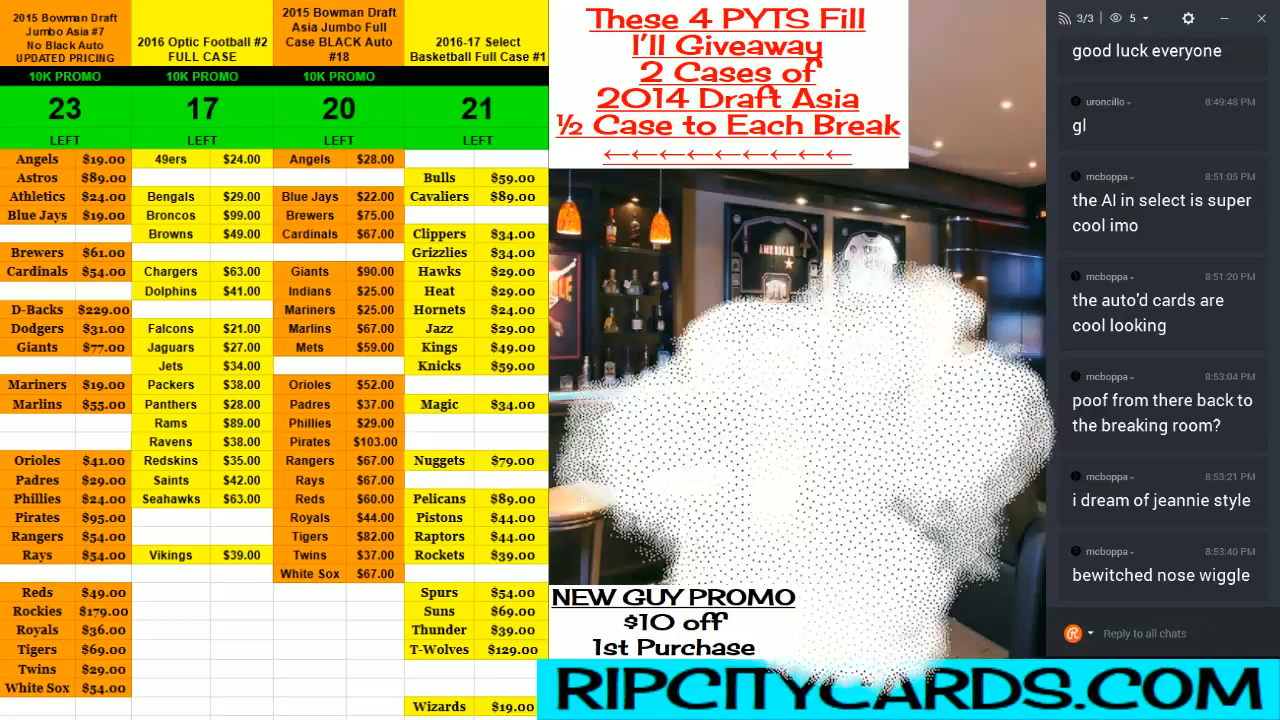 2015 Bowman Draft
Jumbo Asia #7
No Black Auto
UPDATED PRICING
10K PROMO
23
LEFT
Angels $19.00
Astros $89.00
Athletics $24.00
Blue Jays $19.00
Brewers $61.00
Cardinals $54.00
D-Backs $229.00
Dodgers $31.00
Giants $77.00
Mariners $19.00
Marlins $55.00
Orioles $41.00
Padres $29.00
Phillies $24.00
Pirates $95.00
Rangers $54.00
Rays $54.00
Reds $49.00
Rockies $179.00
Royals $36.00
Tigers $69.00
Twins $29.00
White Sox $54.00
2016 Optic Football #2
FULL CASE
10K PROMO
17
LEFT
49ers $24.00
Bengals $29.00
Broncos $99.00
Browns $49.00
Chargers $63.00
Dolphins $41.00
Falcons $21.00
Jaguars $27.00
Jets $34.00
Packers $38.00
Panthers $28.00
Rams $89.00
Ravens $38.00
Redskins $35.00
Saints $42.00
Seahawks $63.00
Vikings $39.00
2015 Bowman Draft
Asia Jumbo Full
Case BLACK Auto
#18
10K PROMO
20
LEFT
Angels $28.00
Blue Jays $22.00
Brewers $75.00
Cardinals $67.00
Giants $90.00
Indians $25.00
Mariners $25.00
Marlins $67.00
Mets $59.00
Orioles $52.00
Padres $37.00
Phillies $29.00
Pirates $103.00
Rangers $67.00
Rays $67.00
Reds $60.00
Royals $44.00
Tigers $82.00
Twins $37.00
White Sox $67.00
2016-17 Select
Basketball Full Case #1
21
LEFT
Bulls $59.00
Cavaliers $89.00
Clippers $34.00
Grizzlies $34.00
Hawks $29.00
Heat $29.00
Hornets $24.00
Jazz $29.00
Kings $49.00
Knicks $59.00
Magic $34.00
Nuggets $79.00
Pelicans $89.00
Pistons $44.00
Raptors $44.00
Rockets $39.00
Spurs $54.00
Suns $69.00
Thunder $39.00
T-Wolves $129.00
Wizards $19.00
These 4 PYTS Fill
I'll Giveaway
2 Cases of
2014 Draft Asia
½ Case to Each Break
←←←←←←←←←←
AMERICAN
NEW GUY PROMO
$10 off
1st Purchase
RIPCITYCARDS.COM
3/3 5
good luck everyone
uroncillo 8:49:48 PM
gl
mcboppa 8:51:05 PM
the AI in select is super
cool imo
mcboppa 8:51:20 PM
the auto'd cards are
cool looking
mcboppa 8:53:04 PM
poof from there back to
the breaking room?
mcboppa 8:53:21 PM
i dream of jeannie style
mcboppa 8:53:40 PM
bewitched nose wiggle
Reply to all chats